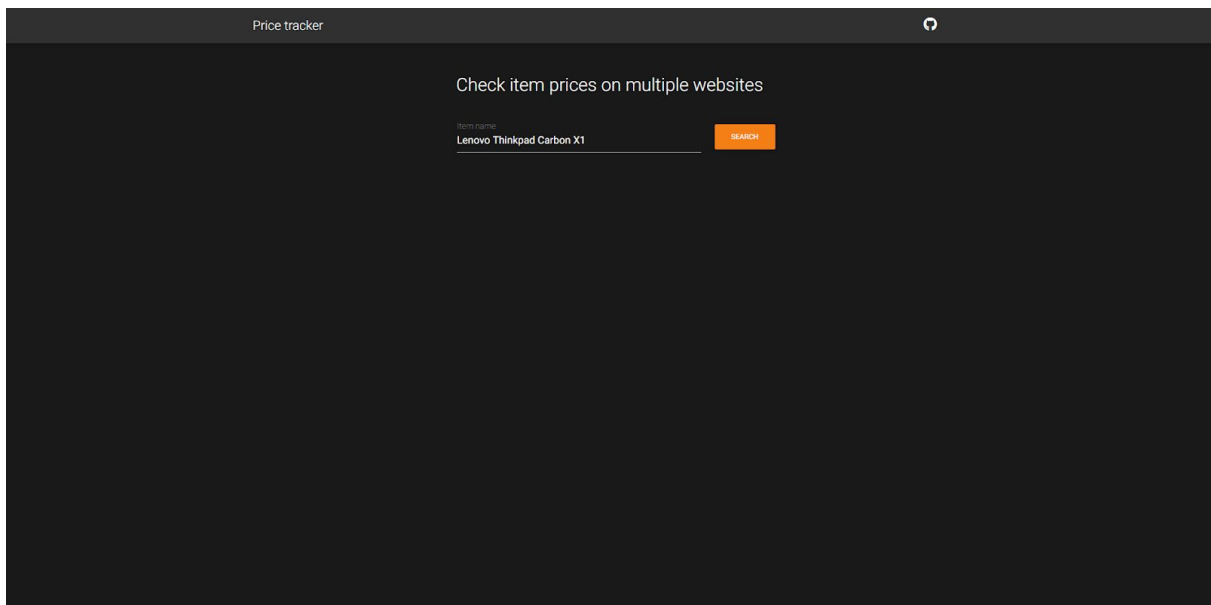 Price tracker
Check item prices on multiple websites
Item name
Lenovo Thinkpad Carbon X1
SEARCH